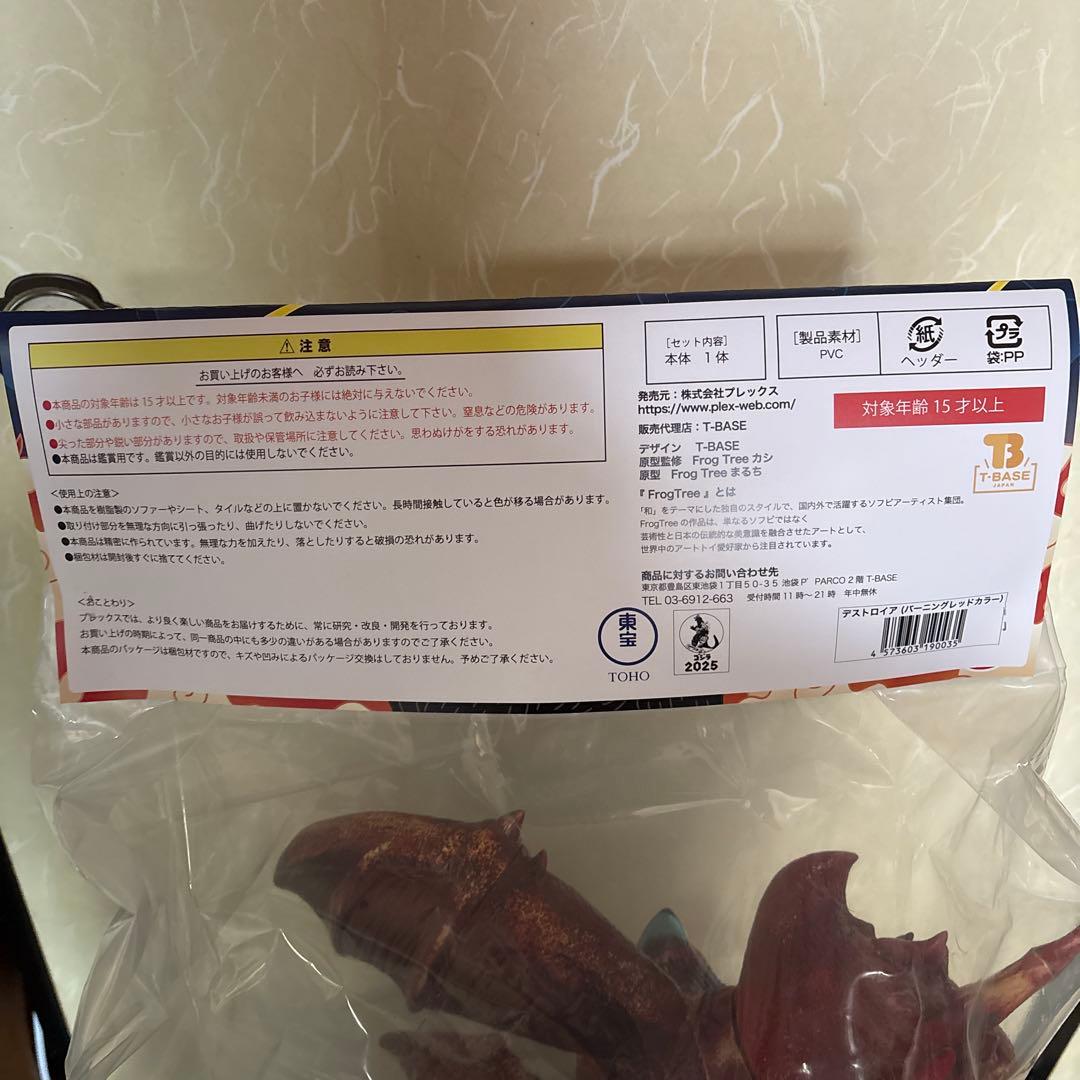 ⚠ 注意
お買い上げのお客様へ 必ずお読み下さい。
●本商品の対象年齢は15才以上です。対象年齢未満のお子様には絶対に与えないでください。
●小さな部品がありますので、小さなお子様が誤って飲み込まないように注意して下さい。窒息などの危険があります。
●尖った部分や鋭い部分がありますので、取扱や保管場所に注意してください。思わぬけがをする恐れがあります。
●本商品は鑑賞用です。鑑賞以外の目的には使用しないでください。
＜使用上の注意＞
●本商品を樹脂製のソファーやシート、タイルなどの上に置かないでください。長時間接触していると色が移る場合があります。
●取り付け部分を無理な方向に引っ張ったり、曲げたりしないでください。
●本商品は精密に作られています。無理な力を加えたり、落としたりすると破損の恐れがあります。
●梱包材は開封後すぐに捨ててください。
＜おことわり＞
プレックスでは、より良く楽しい商品をお届けするために、常に研究・改良・開発を行っております。
お買い上げの時期によって、同一商品の中にも多少の違いがある場合がありますのでご了承ください。
本商品のパッケージは梱包材ですので、キズや凹みによるパッケージ交換はしておりません。予めご了承ください。
[セット内容]
本体 1体
[製品素材]
PVC
紙
ヘッダー
プラ
袋:PP
発売元：株式会社プレックス
https://www.plex-web.com/
販売代理店：T-BASE
対象年齢 15才以上
デザイン T-BASE
原型監修 Frog Tree カシ
原型 Frog Tree まるち
TB
T-BASE
JAPAN
『 FrogTree 』とは
「和」をテーマにした独自のスタイルで、国内外で活躍するソフビアーティスト集団。
FrogTree の作品は、単なるソフビではなく
芸術性と日本の伝統的な美意識を融合させたアートとして、
世界中のアートトイ愛好家から注目されています。
商品に対するお問い合わせ先
東京都豊島区東池袋1丁目50-35 池袋P' PARCO 2階 T-BASE
TEL 03-6912-663 受付時間 11時〜21時 年中無休
東宝
TOHO
ゴジラ
2025
デストロイア (バーニングレッドカラー)
4 573603 190035